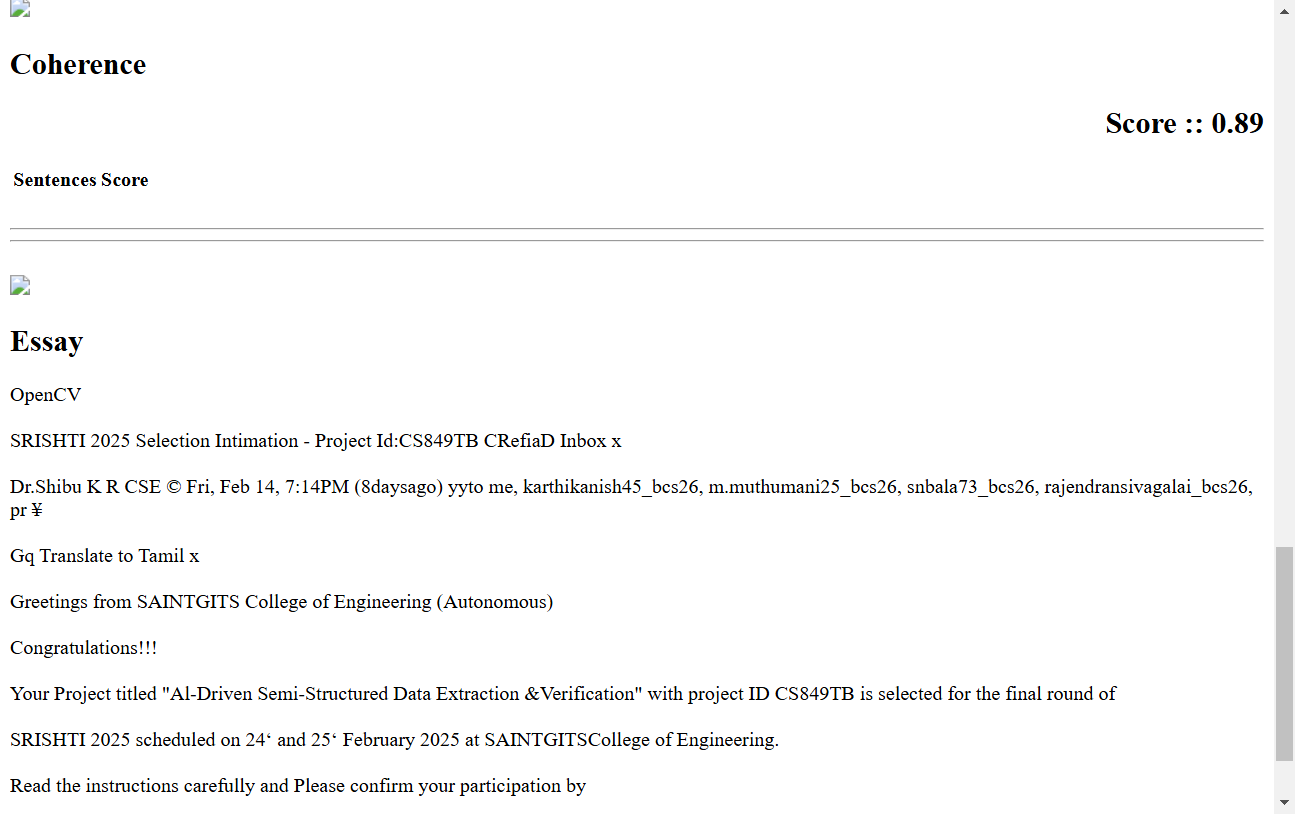 Coherence
Score :: 0.89
Sentences Score
Essay
OpenCV
SRISHTI 2025 Selection Intimation - Project Id:CS849TB CRefiaD Inbox x
Dr.Shibu K R CSE © Fri, Feb 14, 7:14PM (8daysago) yyto me, karthikanish45_bcs26, m.muthumani25_bcs26, snbala73_bcs26, rajendransivagalai_bcs26,
pr ¥
Gq Translate to Tamil x
Greetings from SAINTGITS College of Engineering (Autonomous)
Congratulations!!!
Your Project titled "Al-Driven Semi-Structured Data Extraction &Verification" with project ID CS849TB is selected for the final round of
SRISHTI 2025 scheduled on 24‘ and 25‘ February 2025 at SAINTGITSCollege of Engineering.
Read the instructions carefully and Please confirm your participation by